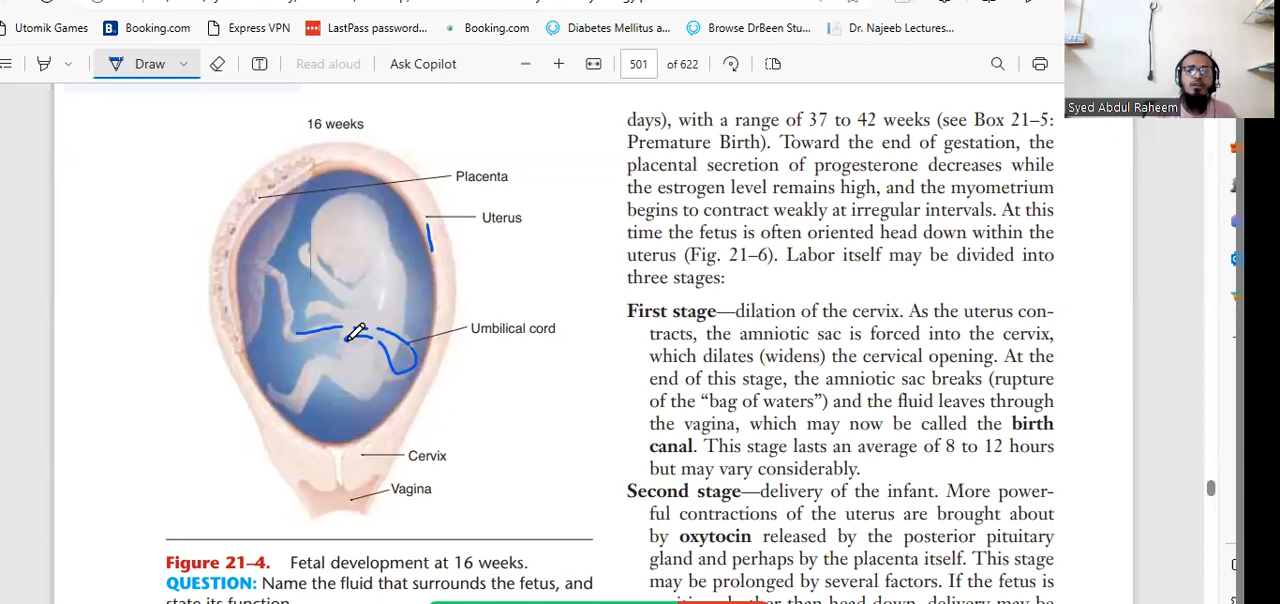 Utomik Games
Booking.com
Express VPN
LastPass password...
Booking.com
Diabetes Mellitus a...
Browse DrBeen Stu...
Dr. Najeeb Lectures...
Draw
Read aloud
Ask Copilot
501
of 622
Syed Abdul Raheem
16 weeks
Placenta
Uterus
Umbilical cord
Cervix
Vagina
Figure 21–4. Fetal development at 16 weeks.
QUESTION: Name the fluid that surrounds the fetus, and
state its function
days), with a range of 37 to 42 weeks (see Box 21–5:
Premature Birth). Toward the end of gestation, the
placental secretion of progesterone decreases while
the estrogen level remains high, and the myometrium
begins to contract weakly at irregular intervals. At this
time the fetus is often oriented head down within the
uterus (Fig. 21–6). Labor itself may be divided into
three stages:
First stage—dilation of the cervix. As the uterus con-
tracts, the amniotic sac is forced into the cervix,
which dilates (widens) the cervical opening. At the
end of this stage, the amniotic sac breaks (rupture
of the “bag of waters”) and the fluid leaves through
the vagina, which may now be called the birth
canal. This stage lasts an average of 8 to 12 hours
but may vary considerably.
Second stage—delivery of the infant. More power-
ful contractions of the uterus are brought about
by oxytocin released by the posterior pituitary
gland and perhaps by the placenta itself. This stage
may be prolonged by several factors. If the fetus is
than head down, delivery may be